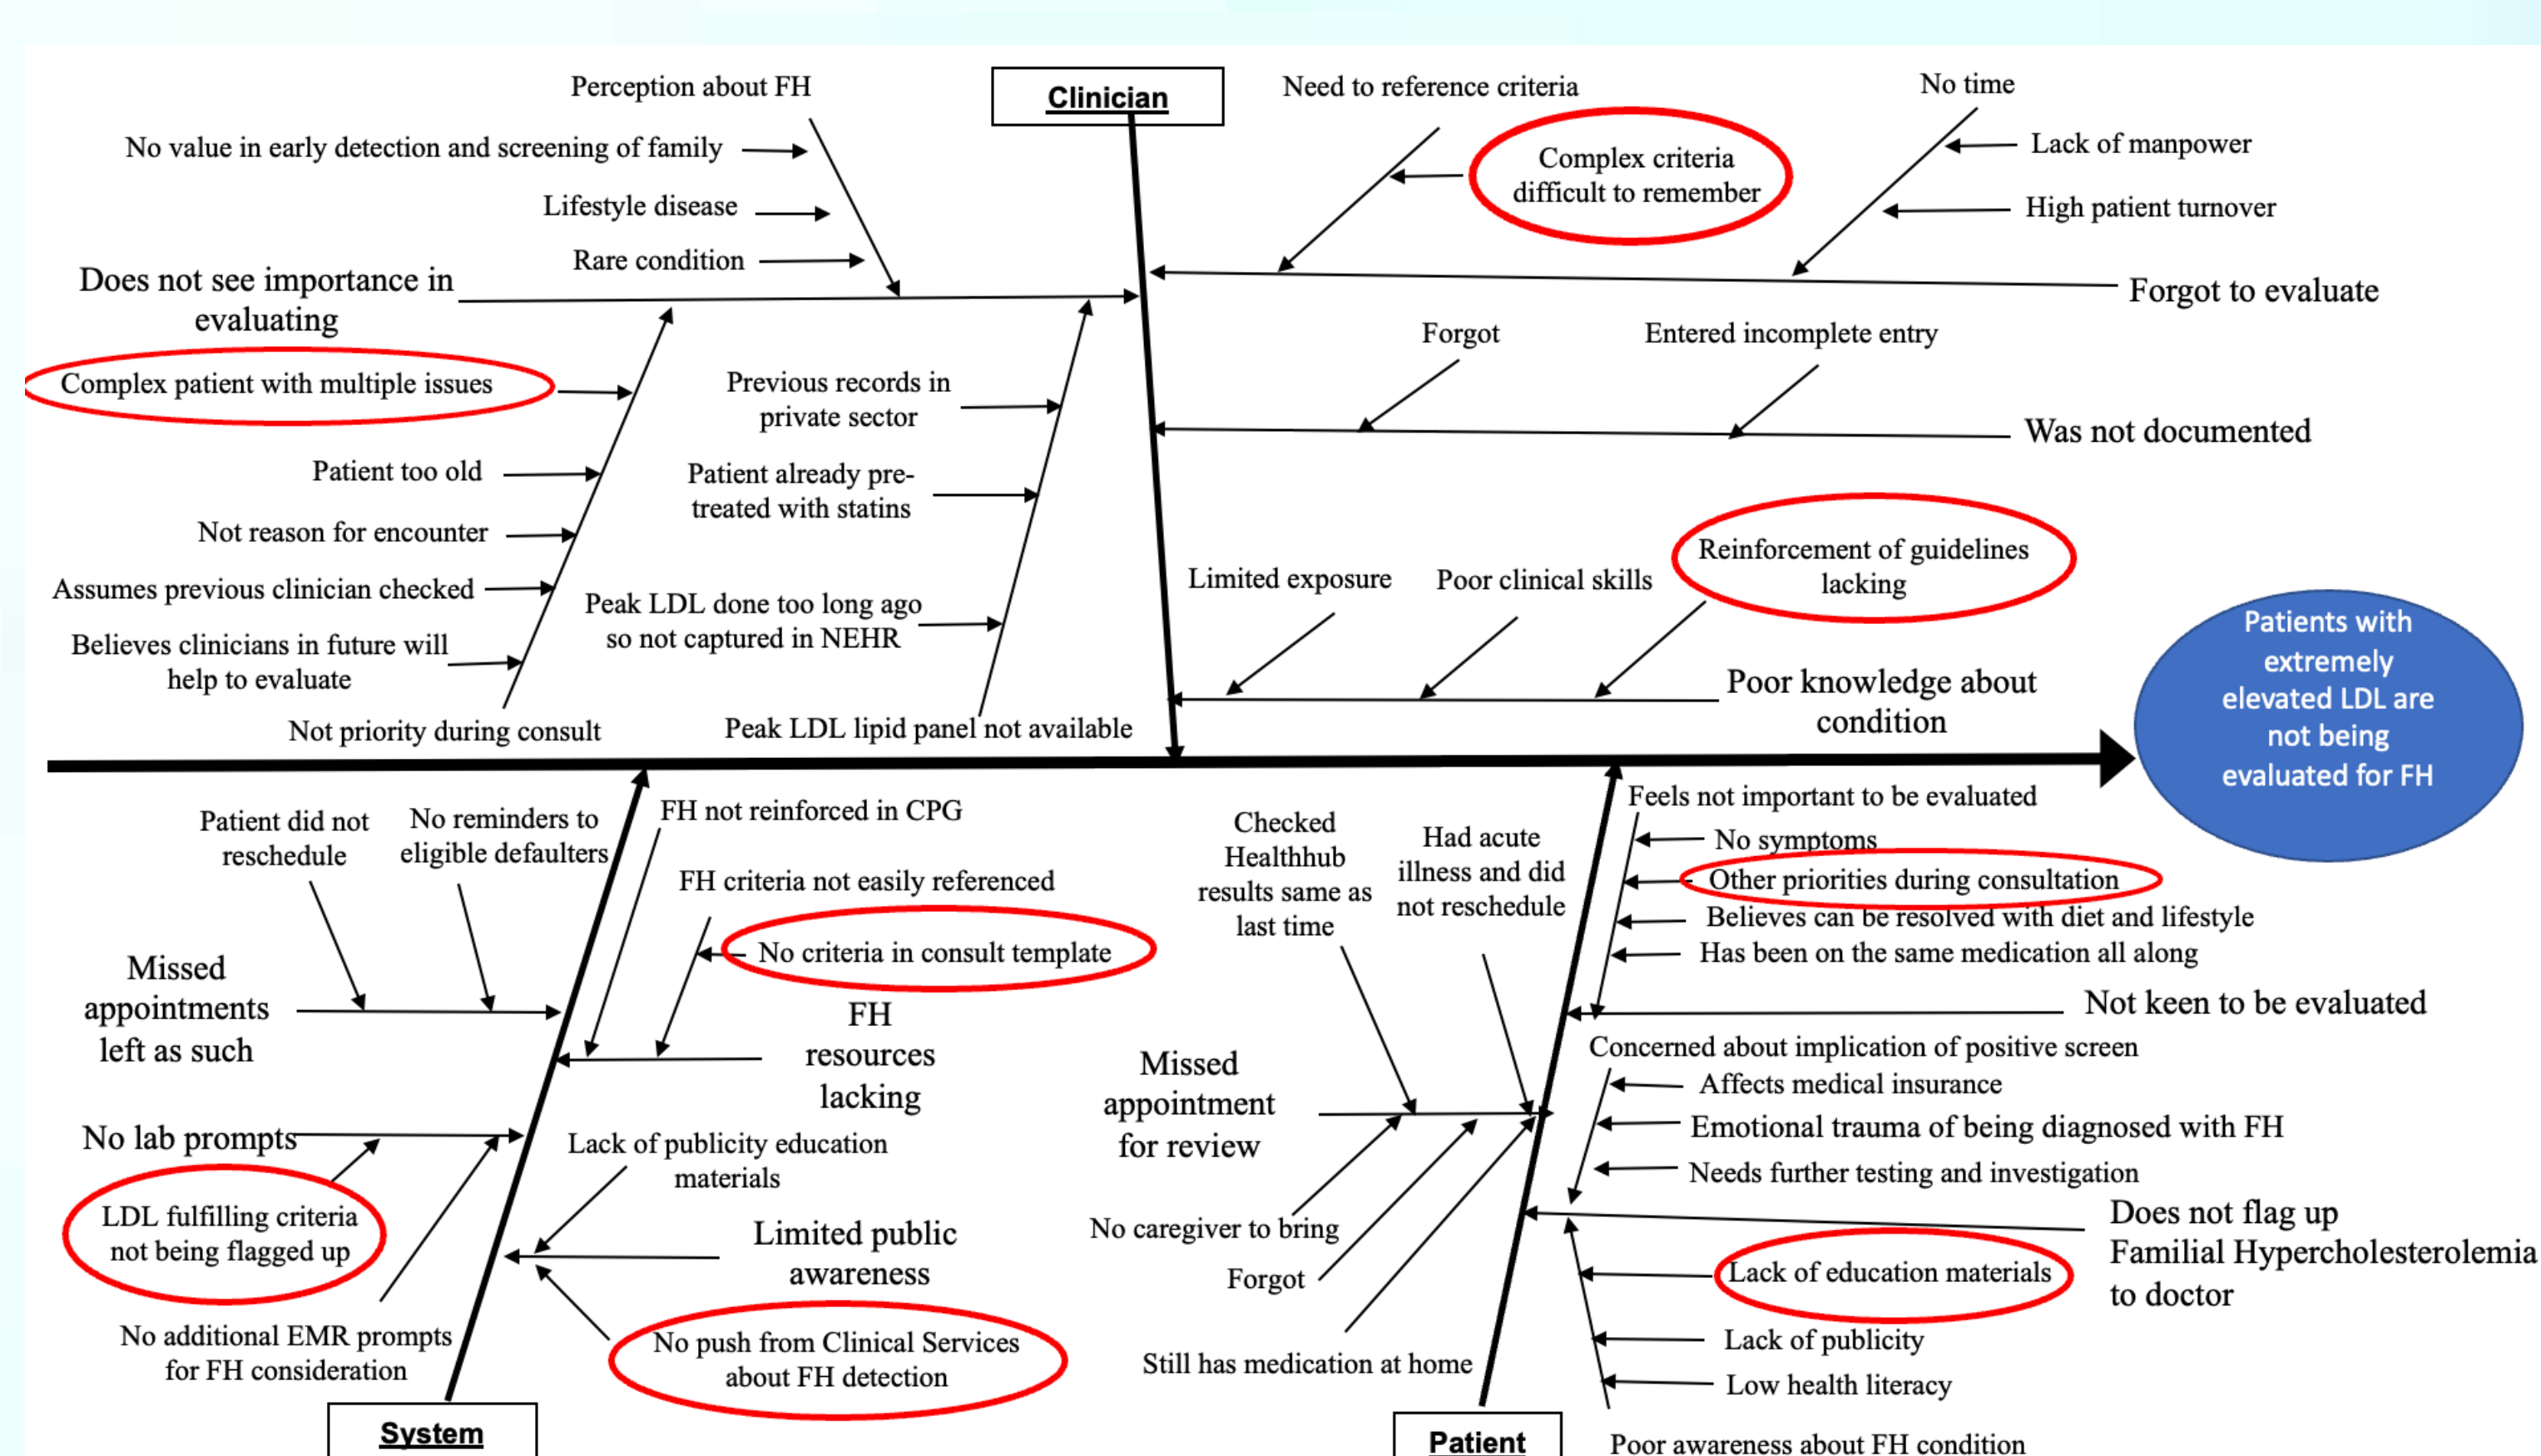 Clinician
Perception about FH
No value in early detection and screening of family
Lifestyle disease
Rare condition
Does not see importance in
evaluating
Complex patient with multiple issues
Patient too old
Not reason for encounter
Assumes previous clinician checked
Believes clinicians in future will
help to evaluate
Not priority during consult
Previous records in
private sector
Patient already pre-
treated with statins
Peak LDL done too long ago
so not captured in NEHR
Peak LDL lipid panel not available
Need to reference criteria
Complex criteria
difficult to remember
No time
Lack of manpower
High patient turnover
Forgot to evaluate
Forgot
Entered incomplete entry
Was not documented
Limited exposure
Poor clinical skills
Reinforcement of guidelines
lacking
Poor knowledge about
condition
Patients with
extremely
elevated LDL are
not being
evaluated for FH
Patient did not
reschedule
No reminders to
eligible defaulters
Missed
appointments
left as such
FH not reinforced in CPG
FH criteria not easily referenced
No criteria in consult template
FH
resources
lacking
No lab prompts
LDL fulfilling criteria
not being flagged up
No additional EMR prompts
for FH consideration
Lack of publicity education
materials
Limited public
awareness
No push from Clinical Services
about FH detection
System
Checked
Healthhub
results same as
last time
Had acute
illness and did
not reschedule
Missed
appointment
for review
No caregiver to bring
Forgot
Still has medication at home
Feels not important to be evaluated
No symptoms
Other priorities during consultation
Believes can be resolved with diet and lifestyle
Has been on the same medication all along
Not keen to be evaluated
Concerned about implication of positive screen
Affects medical insurance
Emotional trauma of being diagnosed with FH
Needs further testing and investigation
Does not flag up
Familial Hypercholesterolemia
to doctor
Lack of education materials
Lack of publicity
Low health literacy
Poor awareness about FH condition
Patient